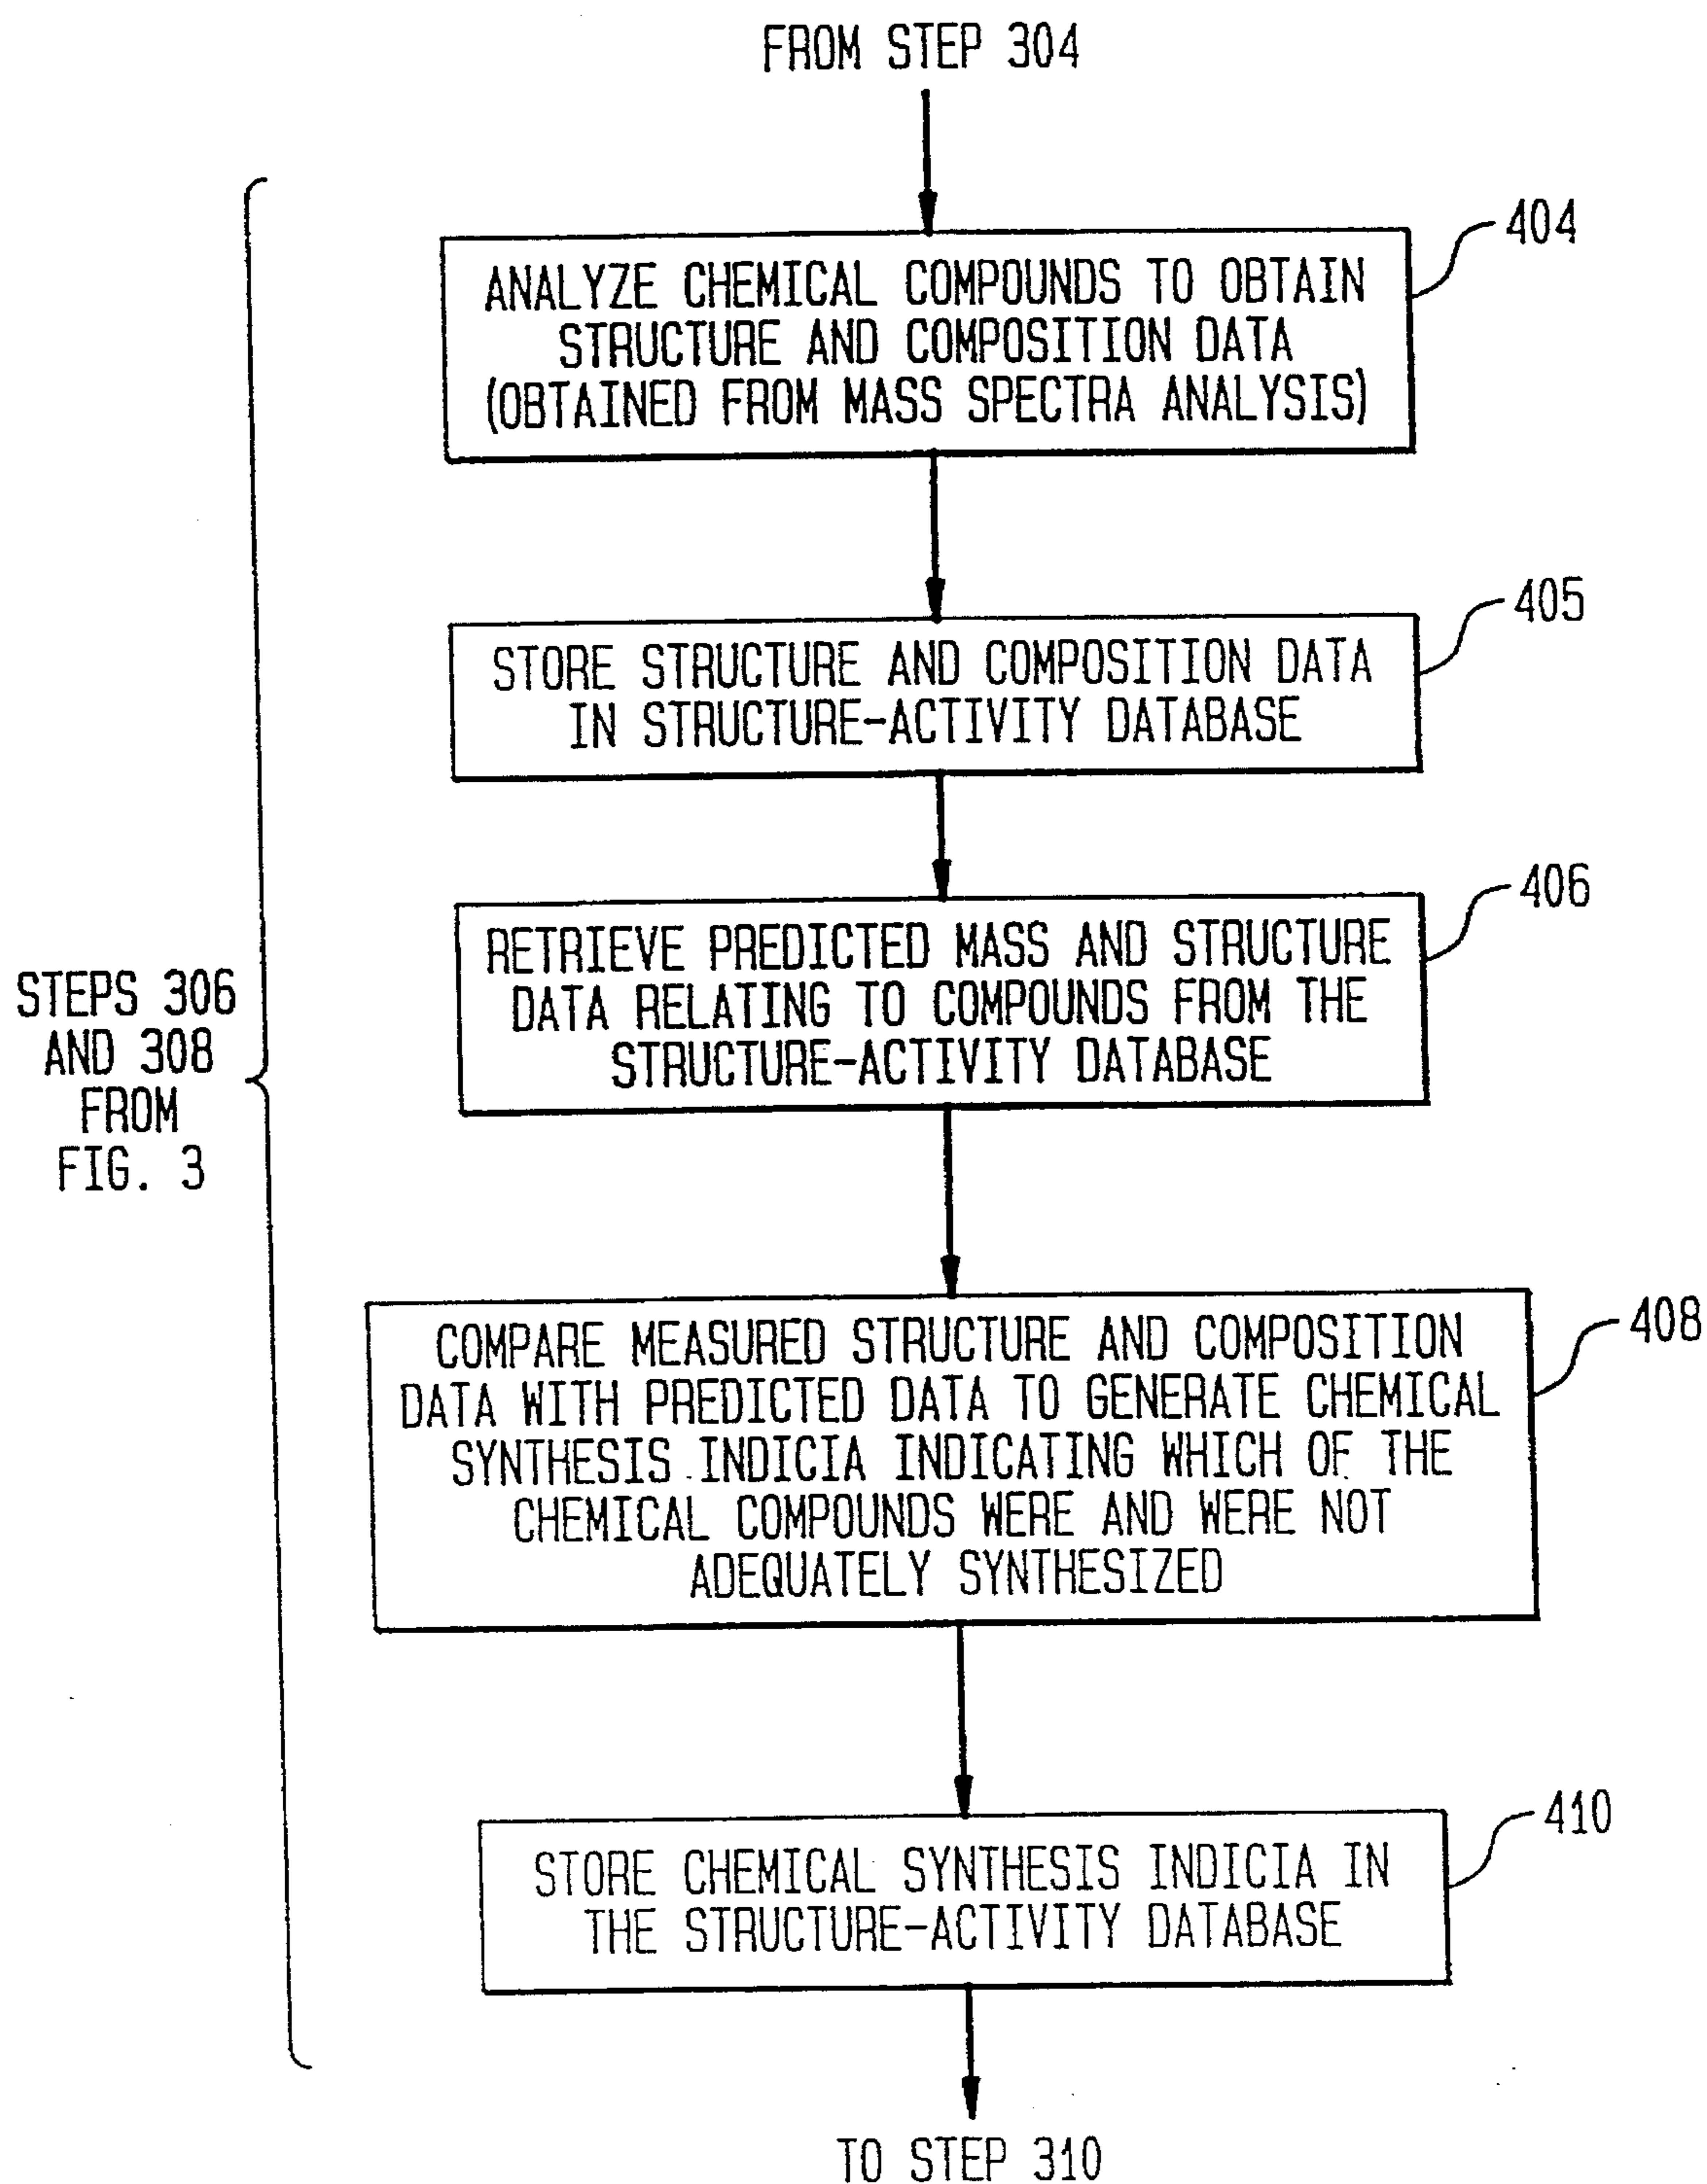 FROM STEP 304
404
ANALYZE CHEMICAL COMPOUNDS TO OBTAIN
STRUCTURE AND COMPOSITION DATA
(OBTAINED FROM MASS SPECTRA ANALYSIS)
405
STORE STRUCTURE AND COMPOSITION DATA
IN STRUCTURE-ACTIVITY DATABASE
406
RETRIEVE PREDICTED MASS AND STRUCTURE
DATA RELATING TO COMPOUNDS FROM THE
STRUCTURE-ACTIVITY DATABASE
STEPS 306
AND 308
FROM
FIG. 3
408
COMPARE MEASURED STRUCTURE AND COMPOSITION
DATA WITH PREDICTED DATA TO GENERATE CHEMICAL
SYNTHESIS INDICIA INDICATING WHICH OF THE
CHEMICAL COMPOUNDS WERE AND WERE NOT
ADEQUATELY SYNTHESIZED
410
STORE CHEMICAL SYNTHESIS INDICIA IN
THE STRUCTURE-ACTIVITY DATABASE
TO STEP 310